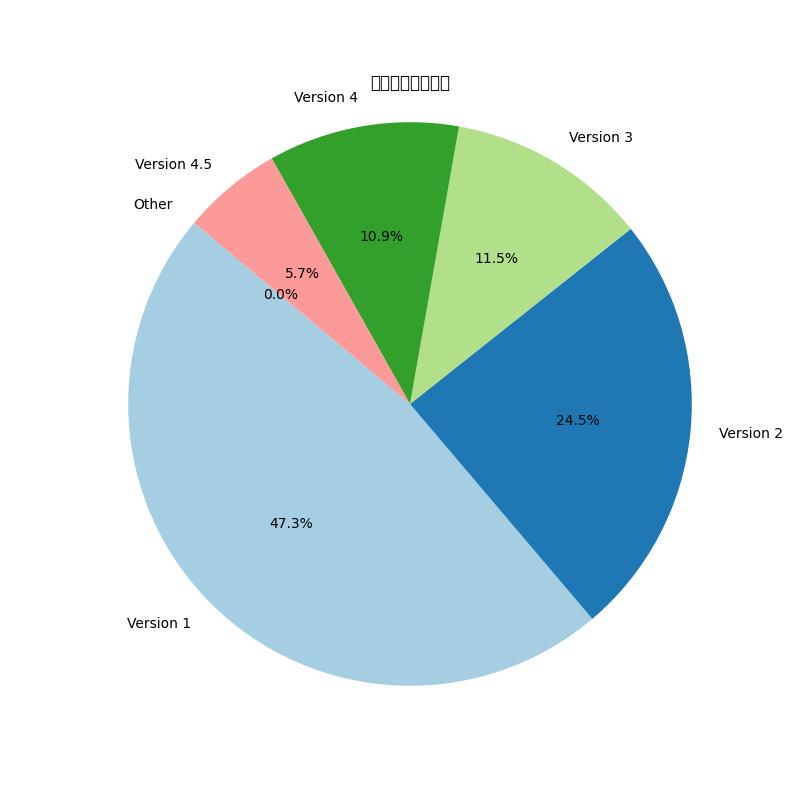 Version 4
Version 3
Version 4.5
Other
10.9%
11.5%
5.7%
0.0%
24.5%
Version 2
47.3%
Version 1